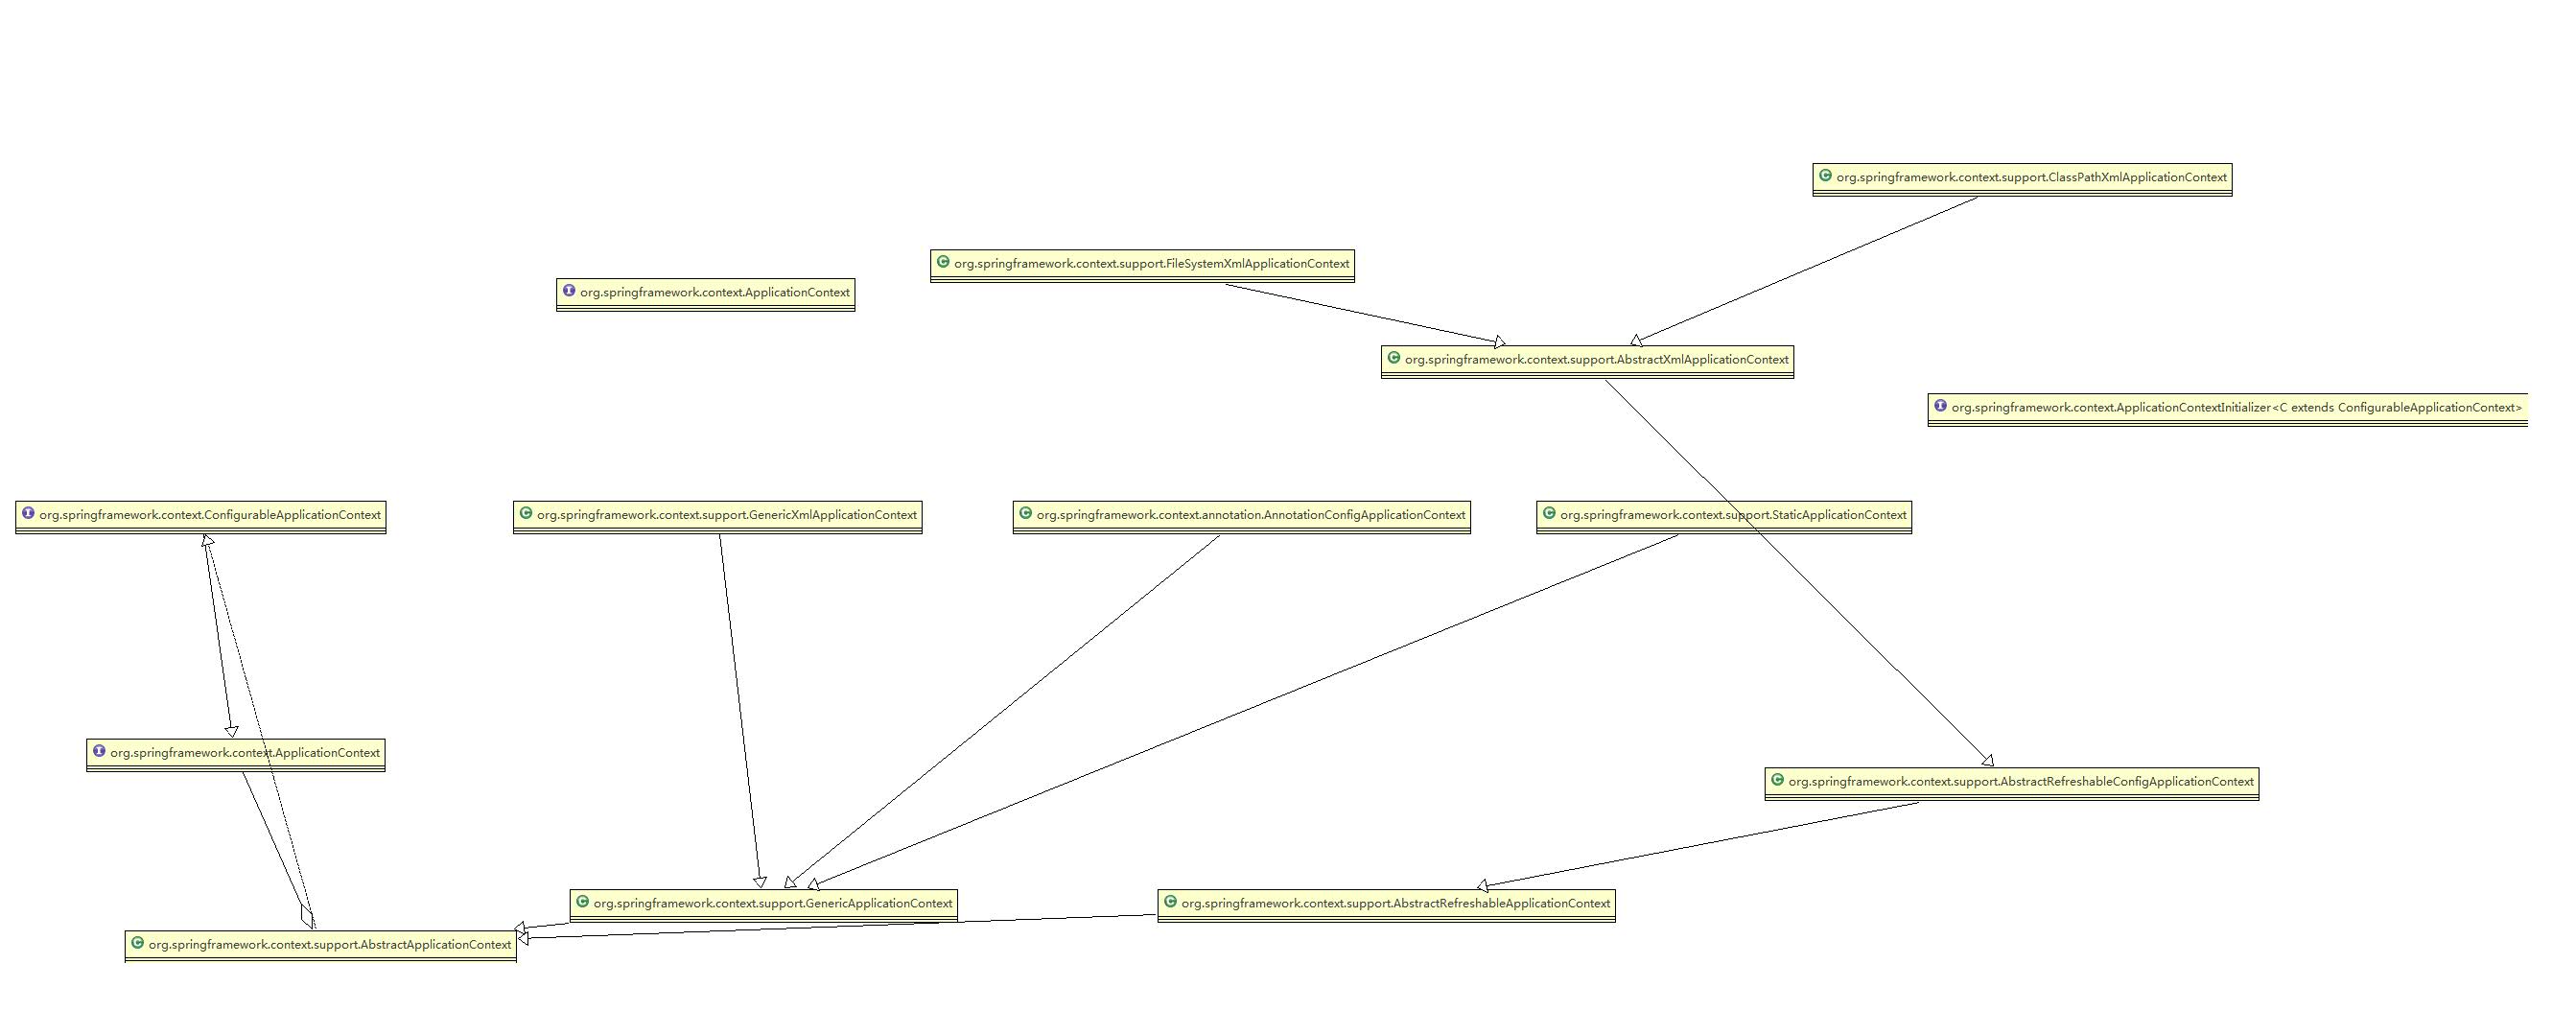 org.springframework.context.support.ClassPathXmlApplicationContext
org.springframework.context.support.FileSystemXmlApplicationContext
org.springframework.context.ApplicationContext
org.springframework.context.support.AbstractXmlApplicationContext
org.springframework.context.ApplicationContextInitializer<C extends ConfigurableApplicationContext>
org.springframework.context.ConfigurableApplicationContext
org.springframework.context.support.GenericXmlApplicationContext
org.springframework.context.annotation.AnnotationConfigApplicationContext
org.springframework.context.support.StaticApplicationContext
org.springframework.context.ApplicationContext
org.springframework.context.support.AbstractRefreshableConfigApplicationContext
org.springframework.context.support.GenericApplicationContext
org.springframework.context.support.AbstractRefreshableApplicationContext
org.springframework.context.support.AbstractApplicationContext